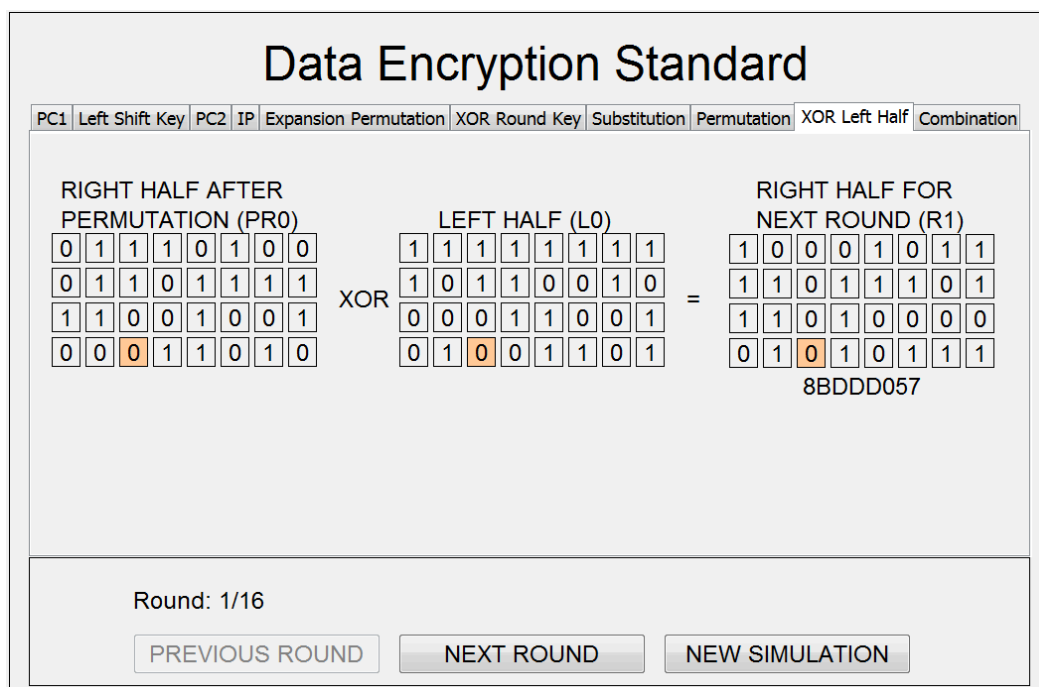 Data Encryption Standard
PC1 Left Shift Key PC2 IP Expansion Permutation XOR Round Key Substitution Permutation XOR Left Half Combination
RIGHT HALF AFTER
PERMUTATION (PR0)
0 1 1 1 0 1 0 0
0 1 1 0 1 1 1 1
1 1 0 0 1 0 0 1
0 0 0 1 1 0 1 0
XOR
LEFT HALF (L0)
1 1 1 1 1 1 1 1
1 0 1 1 0 0 1 0
0 0 0 1 1 0 0 1
0 1 0 0 1 1 0 1
=
RIGHT HALF FOR
NEXT ROUND (R1)
1 0 0 0 1 0 1 1
1 1 0 1 1 1 0 1
1 1 0 1 0 0 0 0
0 1 0 1 0 1 1 1
8BDDD057
Round: 1/16
PREVIOUS ROUND NEXT ROUND NEW SIMULATION